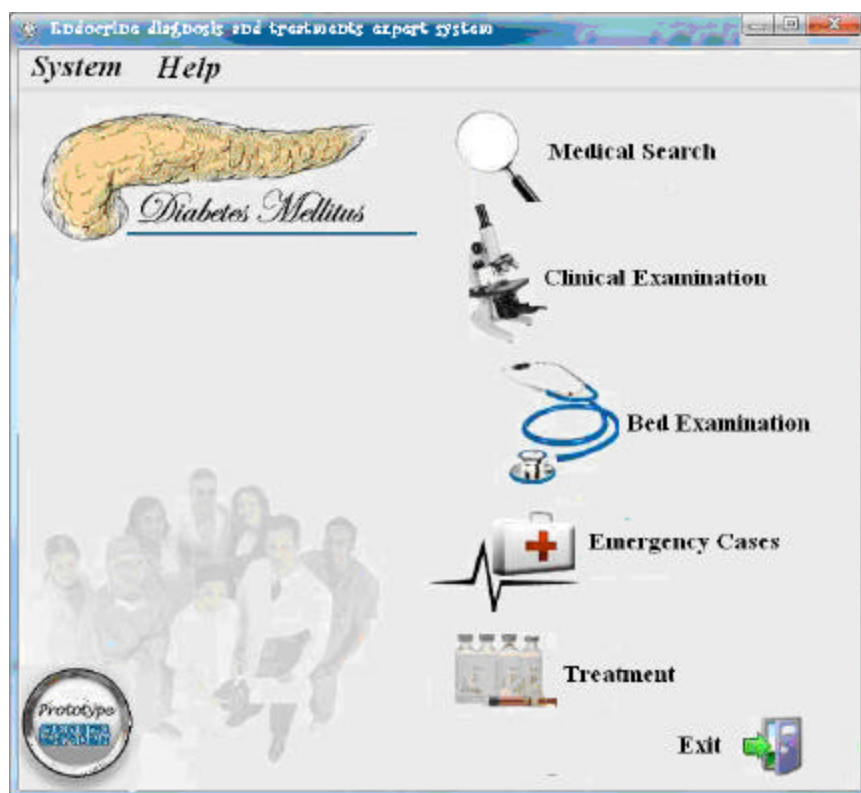 Endocrine diagnosis and treatments expert system
System Help
Diabetes Mellitus
Medical Search
Clinical Examination
Bed Examination
Emergency Cases
Treatment
Prototype
Exit